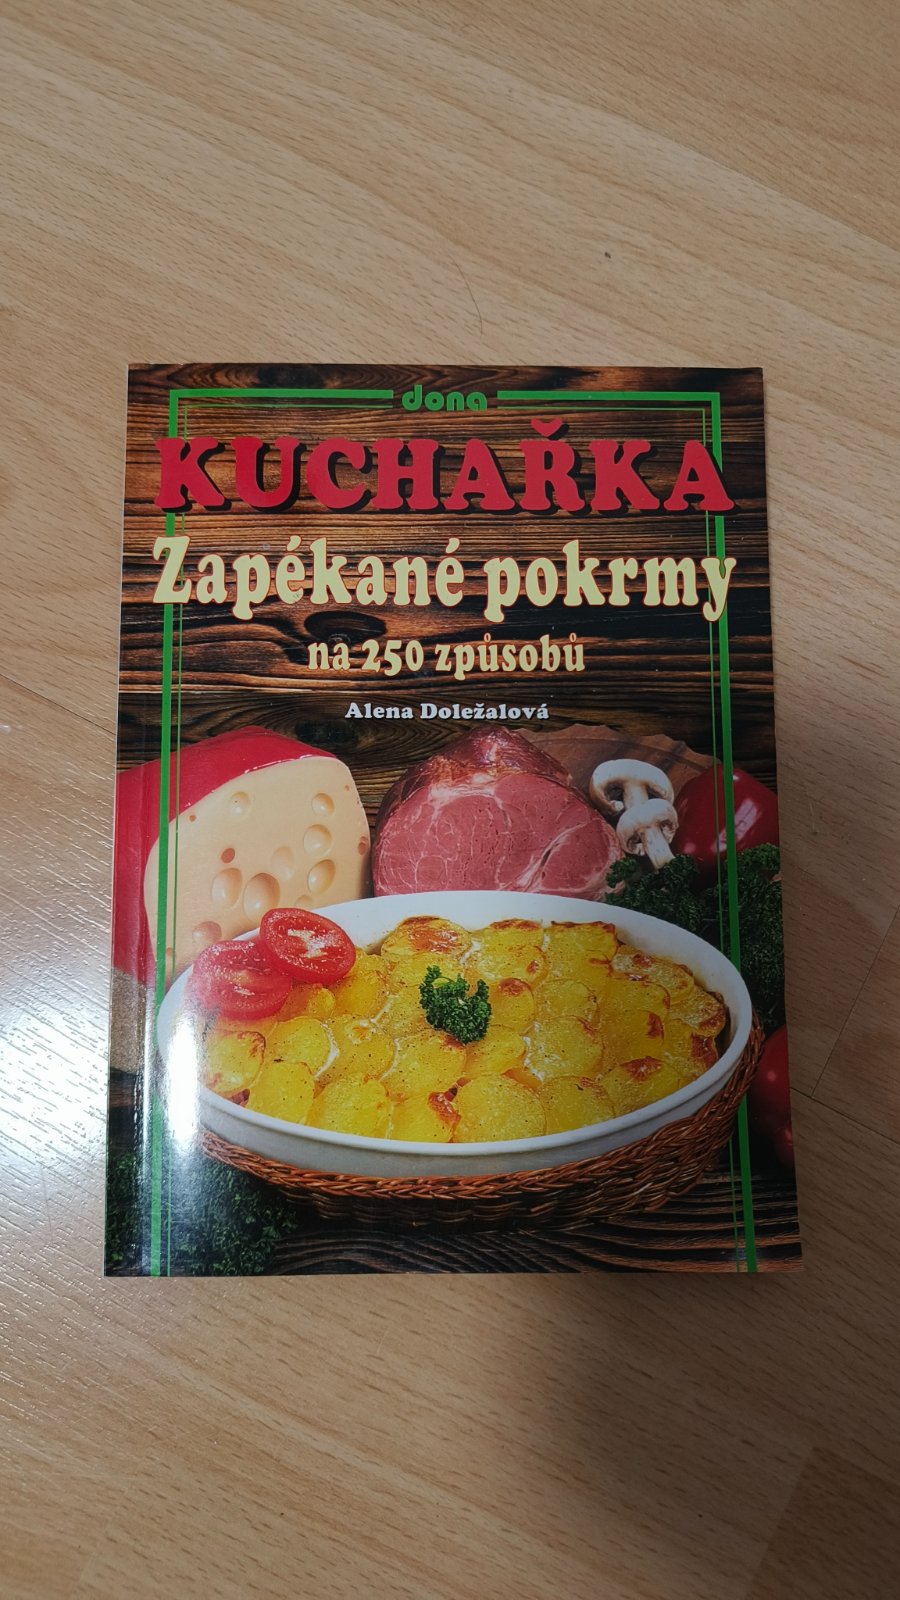 dona
KUCHAŘKA
Zapékané pokrmy
na 250 způsobů
Alena Doležalová